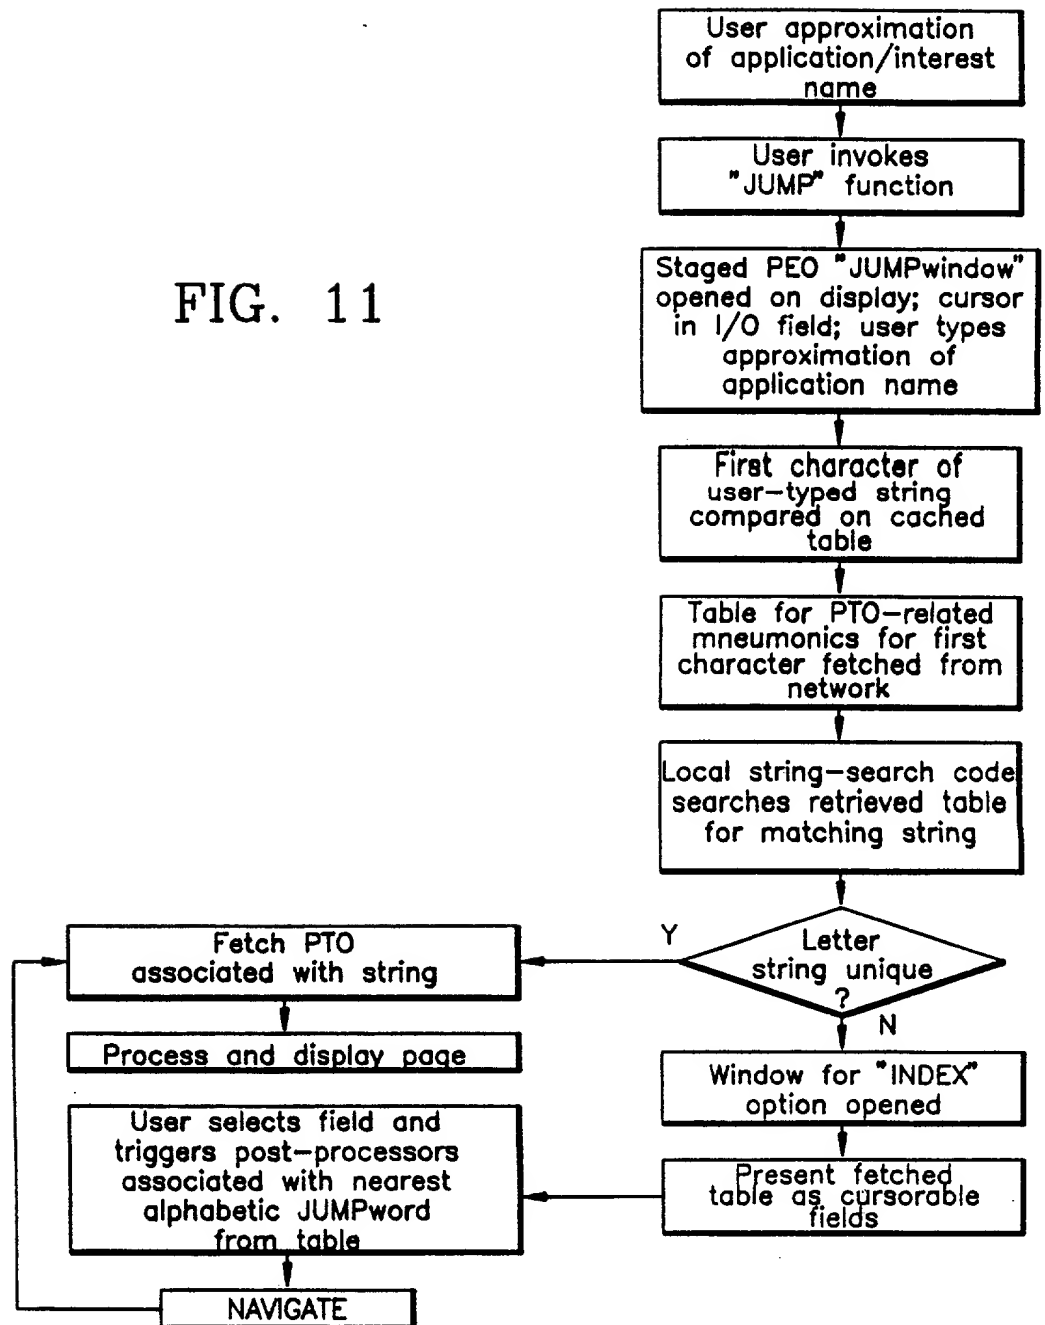 User approximation
of application/interest
name
User invokes
"JUMP" function
FIG. 11
Staged PEO "JUMPwindow"
opened on display; cursor
in I/O field; user types
approximation of
application name
First character of
user-typed string
compared on cached
table
Table for PTO-related
mneumonics for first
character fetched from
network
Local string-search code
searches retrieved table
for matching string
Letter
string unique
?
Y
N
Fetch PTO
associated with string
Process and display page
Window for "INDEX"
option opened
Present fetched
table as cursorable
fields
User selects field and
triggers post-processors
associated with nearest
alphabetic JUMPword
from table
NAVIGATE